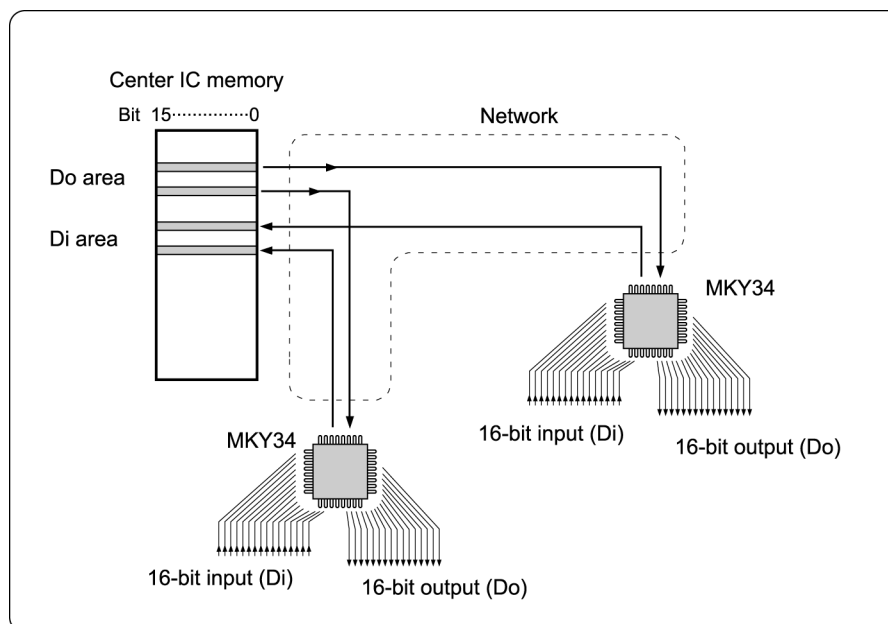 Center IC memory
Bit 15············0
Network
Do area
Di area
MKY34
16-bit input (Di)
16-bit output (Do)
MKY34
16-bit input (Di)
16-bit output (Do)